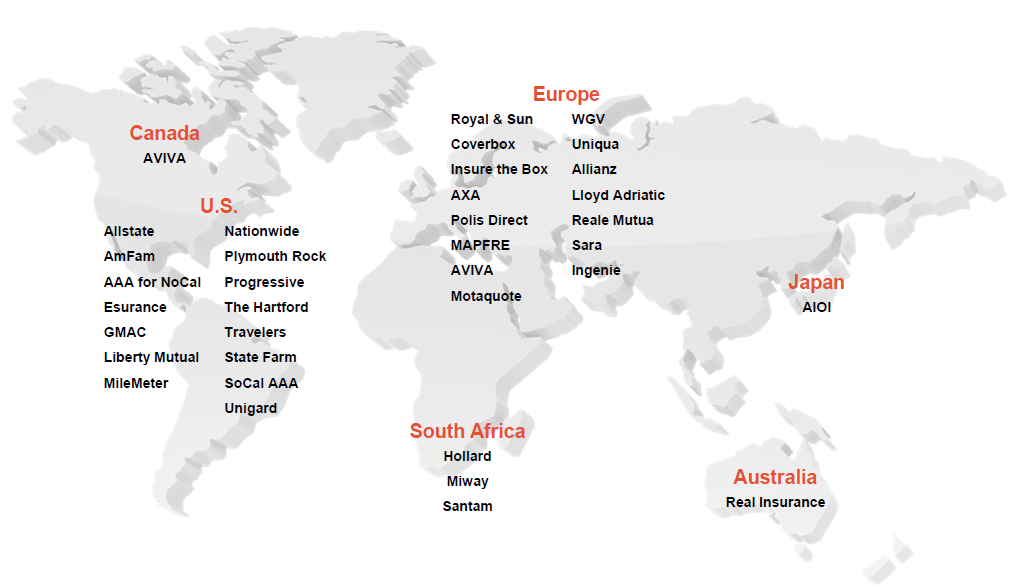 Canada
AVIVA
U.S.
Allstate
AmFam
AAA for NoCal
Esurance
GMAC
Liberty Mutual
MileMeter
Nationwide
Plymouth Rock
Progressive
The Hartford
Travelers
State Farm
SoCal AAA
Unigard
Europe
Royal & Sun
Coverbox
Insure the Box
AXA
Polis Direct
MAPFRE
AVIVA
Motaquote
WGV
Uniqua
Allianz
Lloyd Adriatic
Reale Mutua
Sara
Ingenie
Japan
AIOI
South Africa
Hollard
Miway
Santam
Australia
Real Insurance